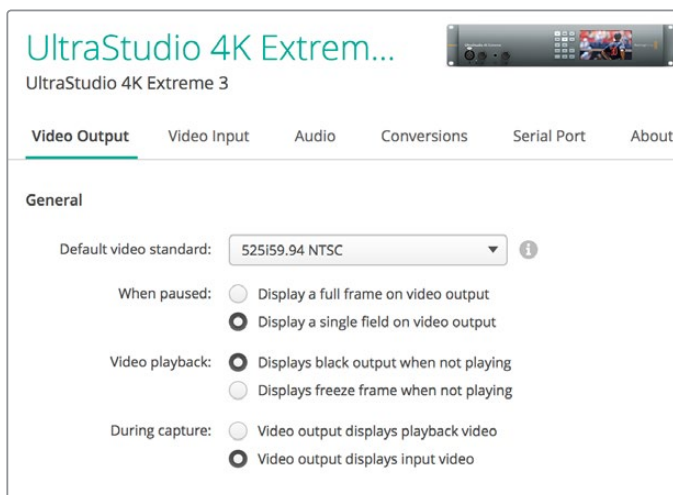 UltraStudio 4K Extrem...
UltraStudio 4K Extreme 3
Video Output Video Input Audio Conversions Serial Port About
General
Default video standard: 525i59.94 NTSC
When paused: Display a full frame on video output
Display a single field on video output
Video playback: Displays black output when not playing
Displays freeze frame when not playing
During capture: Video output displays playback video
Video output displays input video